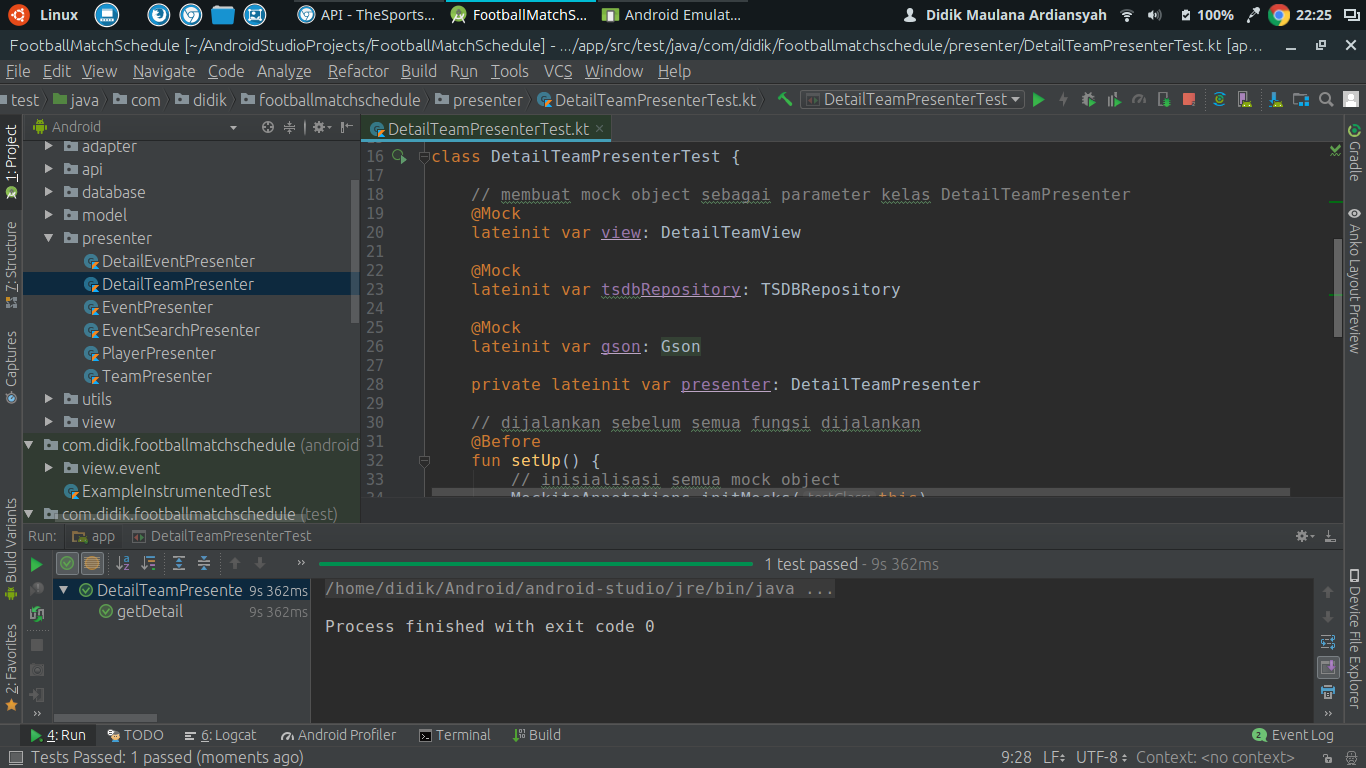 Linux
API - TheSports...
FootballMatchS...
Android Emulat...
Didik Maulana Ardiansyah
100%
22:25
FootballMatchSchedule [~/AndroidStudioProjects/FootballMatchSchedule] - .../app/src/test/java/com/didik/footballmatchschedule/presenter/DetailTeamPresenterTest.kt [ap...
File Edit View Navigate Code Analyze Refactor Build Run Tools VCS Window Help
test java com didik footballmatchschedule presenter DetailTeamPresenterTest.kt
DetailTeamPresenterTest
1: Project
7: Structure
Captures
Build Variants
2: Favorites
Android
adapter
api
database
model
presenter
DetailEventPresenter
DetailTeamPresenter
EventPresenter
EventSearchPresenter
PlayerPresenter
TeamPresenter
utils
view
com.didik.footballmatchschedule (android
view.event
ExampleInstrumentedTest
com.didik.footballmatchschedule (test)
DetailTeamPresenterTest.kt
16 class DetailTeamPresenterTest {
17
18 // membuat mock object sebagai parameter kelas DetailTeamPresenter
19 @Mock
20 lateinit var view: DetailTeamView
21
22 @Mock
23 lateinit var tsdbRepository: TSDBRepository
24
25 @Mock
26 lateinit var gson: Gson
27
28 private lateinit var presenter: DetailTeamPresenter
29
30 // dijalankan sebelum semua fungsi dijalankan
31 @Before
32 fun setUp() {
33 // inisialisasi semua mock object
34 MockitoAnnotations.initMocks( testClass: this)
Gradle
Anko Layout Preview
Device File Explorer
Run: app DetailTeamPresenterTest
1 test passed - 9s 362ms
DetailTeamPresente 9s 362ms
getDetail 9s 362ms
/home/didik/Android/android-studio/jre/bin/java ...
Process finished with exit code 0
4: Run TODO 6: Logcat Android Profiler Terminal Build
2 Event Log
Tests Passed: 1 passed (moments ago)
9:28 LF UTF-8 Context: <no context>